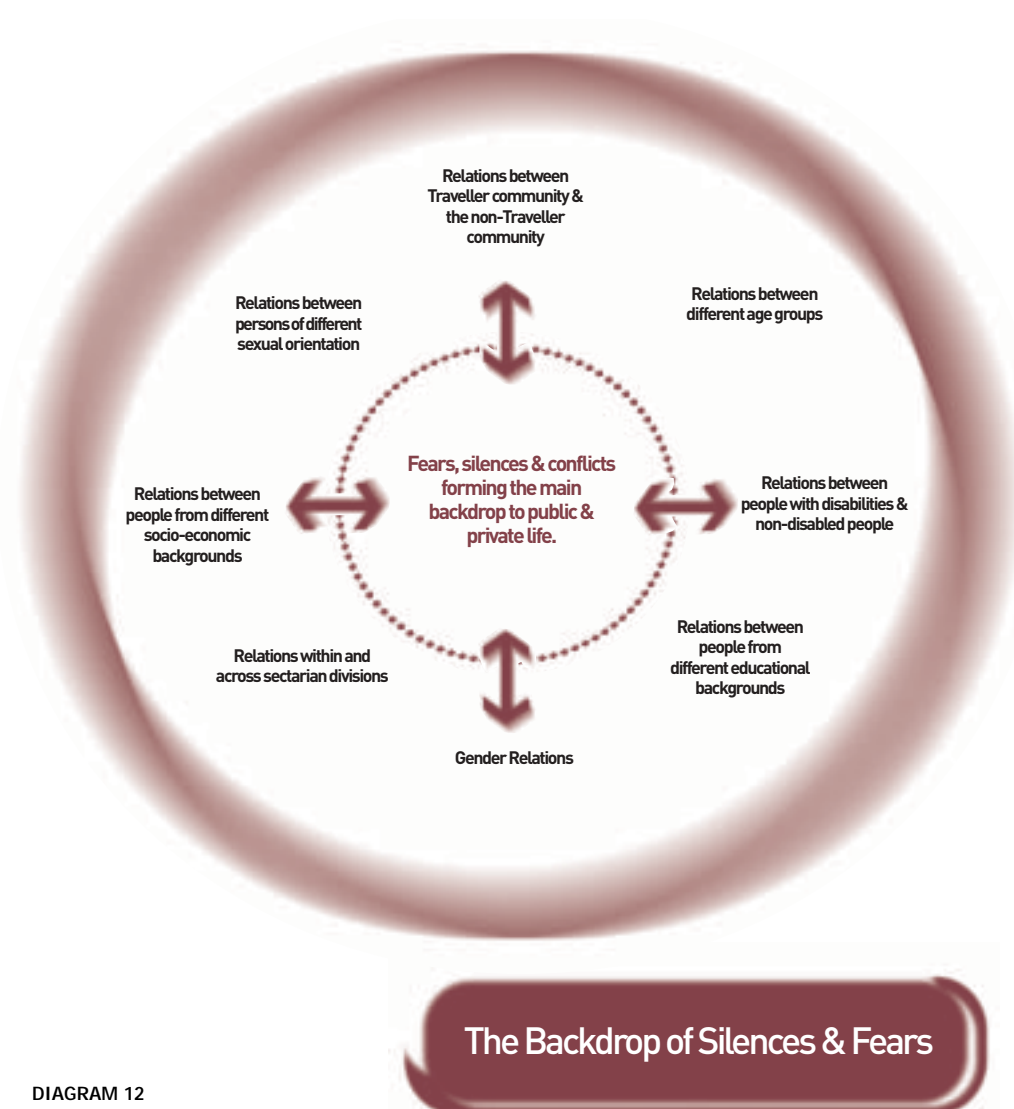 Relations between
Traveller community &
the non-Traveller
community
Relations between
persons of different
sexual orientation
Relations between
different age groups
Fears, silences & conflicts
forming the main
backdrop to public &
private life.
Relations between
people from different
socio-economic
backgrounds
Relations between
people with disabilities &
non-disabled people
Relations within and
across sectarian divisions
Relations between
people from
different educational
backgrounds
Gender Relations
The Backdrop of Silences & Fears
DIAGRAM 12